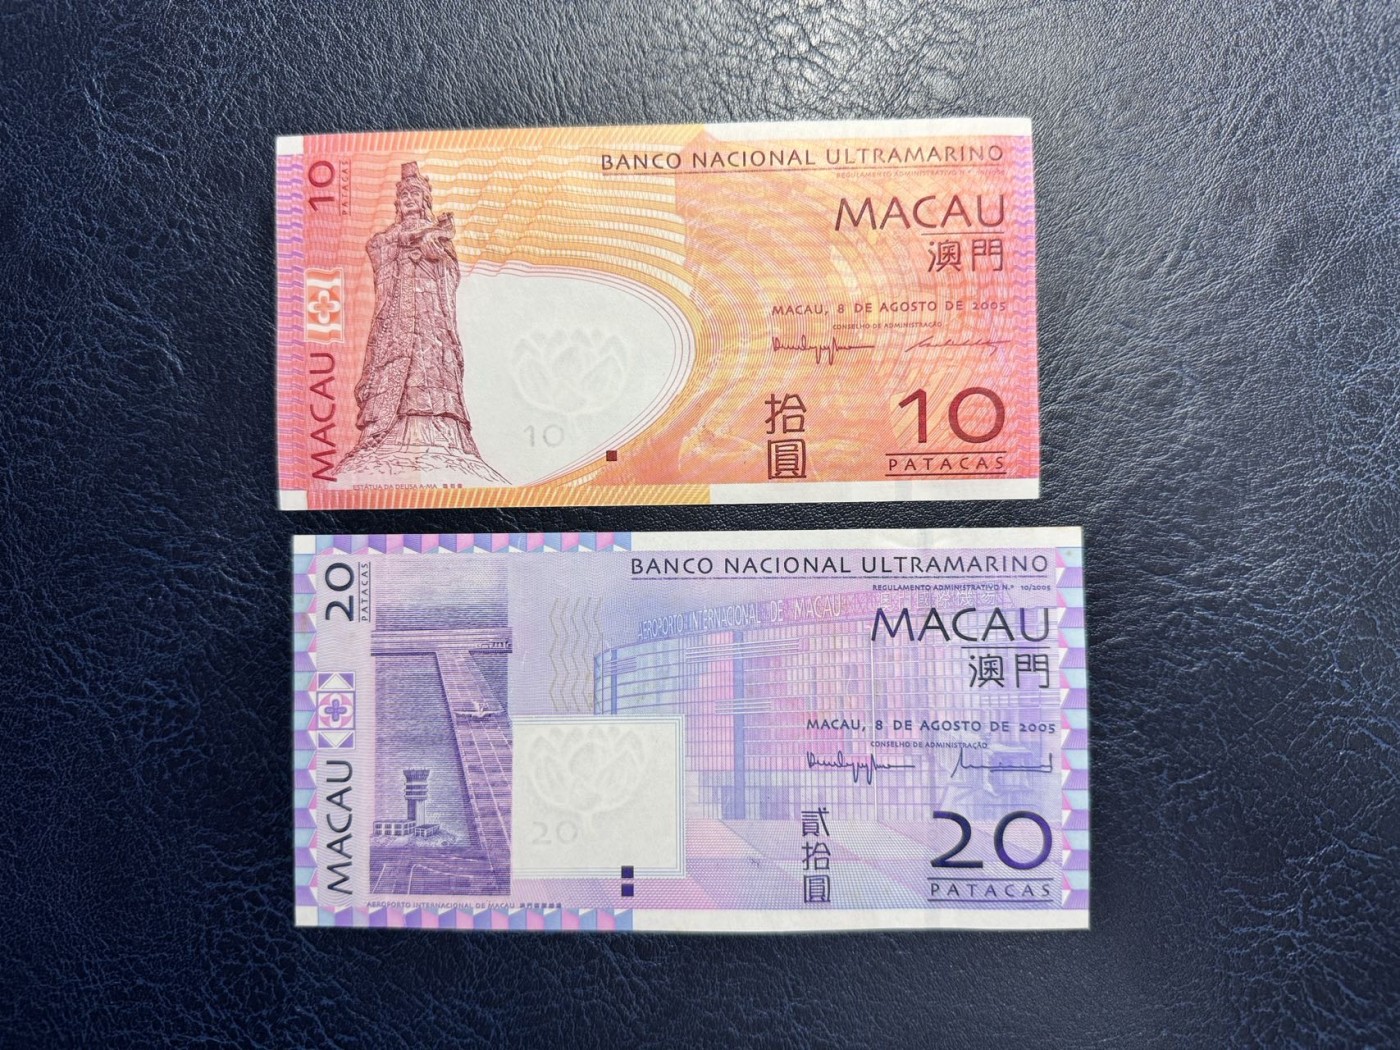 10
PATACAS
MACAU
BANCO NACIONAL ULTRAMARINO
MACAU
澳門
MACAU, 8 DE AGOSTO DE 2005
CONSELHO DE ADMINISTRAÇÃO
10
拾
圓
10
PATACAS
ESTÁTUA DA DEUSA A-MA
20
PATACAS
MACAU
BANCO NACIONAL ULTRAMARINO
REGULAMENTO ADMINISTRATIVO N.º 10/2005
AEROPORTO INTERNACIONAL DE MACAU
MACAU
澳門
MACAU, 8 DE AGOSTO DE 2005
CONSELHO DE ADMINISTRAÇÃO
20
貳
拾
圓
20
PATACAS
AEROPORTO INTERNACIONAL DE MACAU